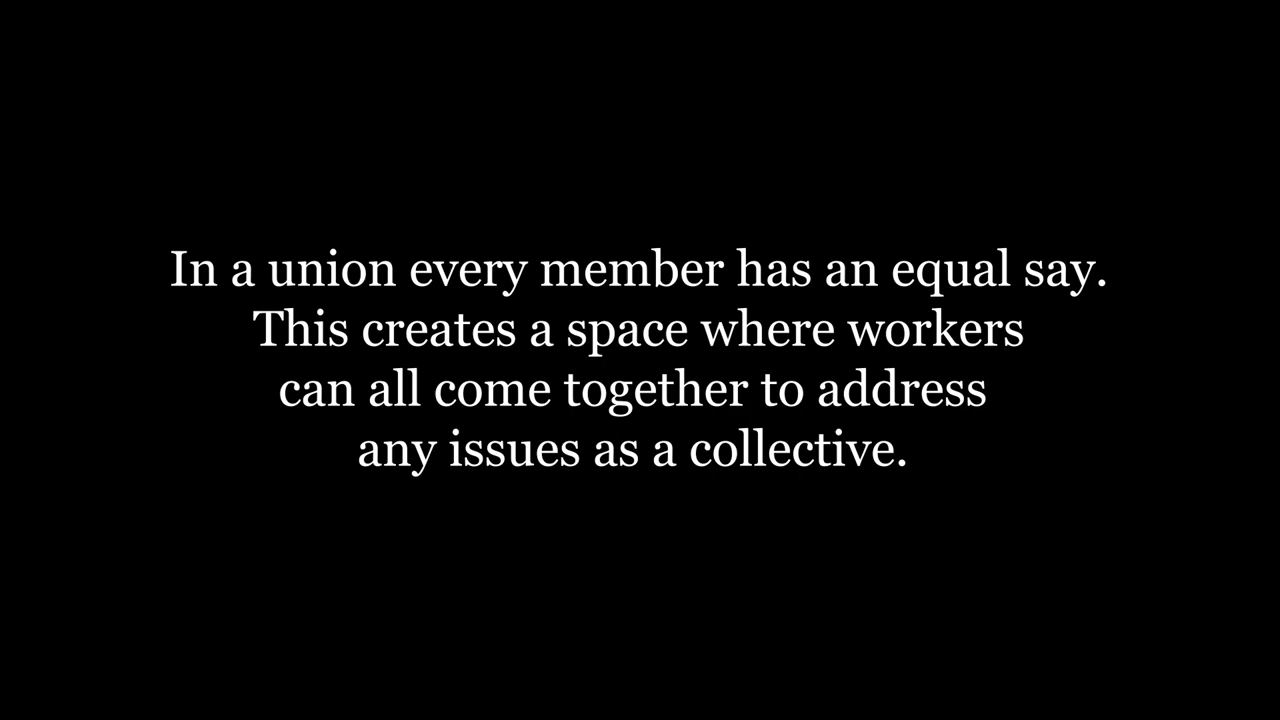 In a union every member has an equal say.
This creates a space where workers
can all come together to address
any issues as a collective.